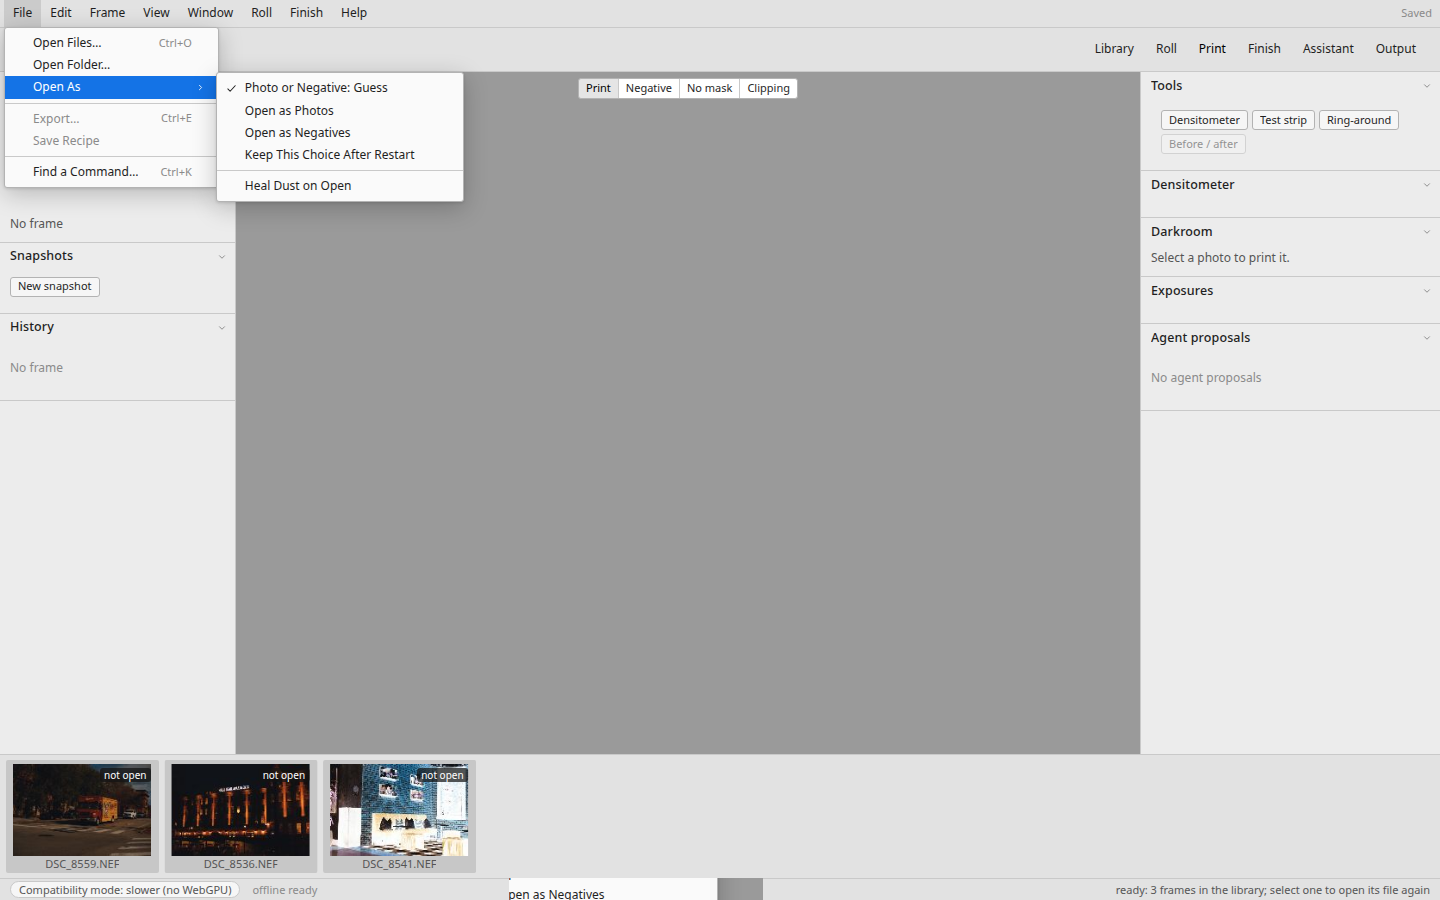 File Edit Frame View Window Roll Finish Help
Saved
Library Roll Print Finish Assistant Output
Open Files... Ctrl+O
Open Folder...
Open As
Export... Ctrl+E
Save Recipe
Find a Command... Ctrl+K
Photo or Negative: Guess
Open as Photos
Open as Negatives
Keep This Choice After Restart
Heal Dust on Open
Print Negative No mask Clipping
No frame
Snapshots
New snapshot
History
No frame
Tools
Densitometer Test strip Ring-around
Before / after
Densitometer
Darkroom
Select a photo to print it.
Exposures
Agent proposals
No agent proposals
not open not open not open
DSC_8559.NEF DSC_8536.NEF DSC_8541.NEF
Compatibility mode: slower (no WebGPU) offline ready
pen as Negatives
ready: 3 frames in the library; select one to open its file again